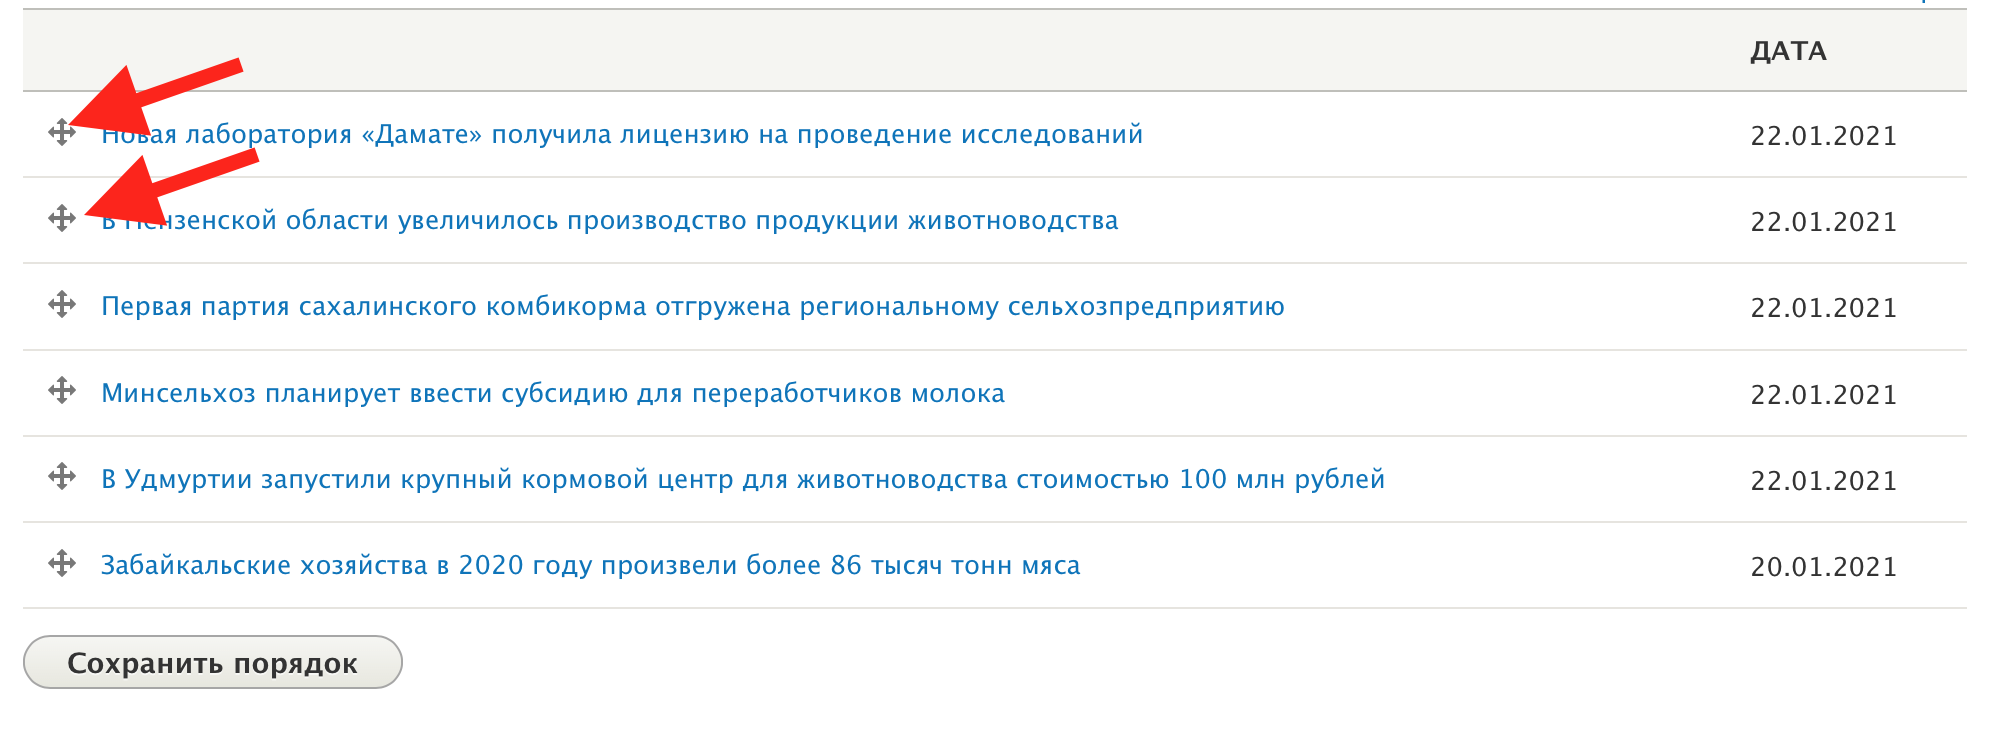 ДАТА
Новая лаборатория «Дамате» получила лицензию на проведение исследований 22.01.2021
В Пензенской области увеличилось производство продукции животноводства 22.01.2021
Первая партия сахалинского комбикорма отгружена региональному сельхозпредприятию 22.01.2021
Минсельхоз планирует ввести субсидию для переработчиков молока 22.01.2021
В Удмуртии запустили крупный кормовой центр для животноводства стоимостью 100 млн рублей 22.01.2021
Забайкальские хозяйства в 2020 году произвели более 86 тысяч тонн мяса 20.01.2021
Сохранить порядок